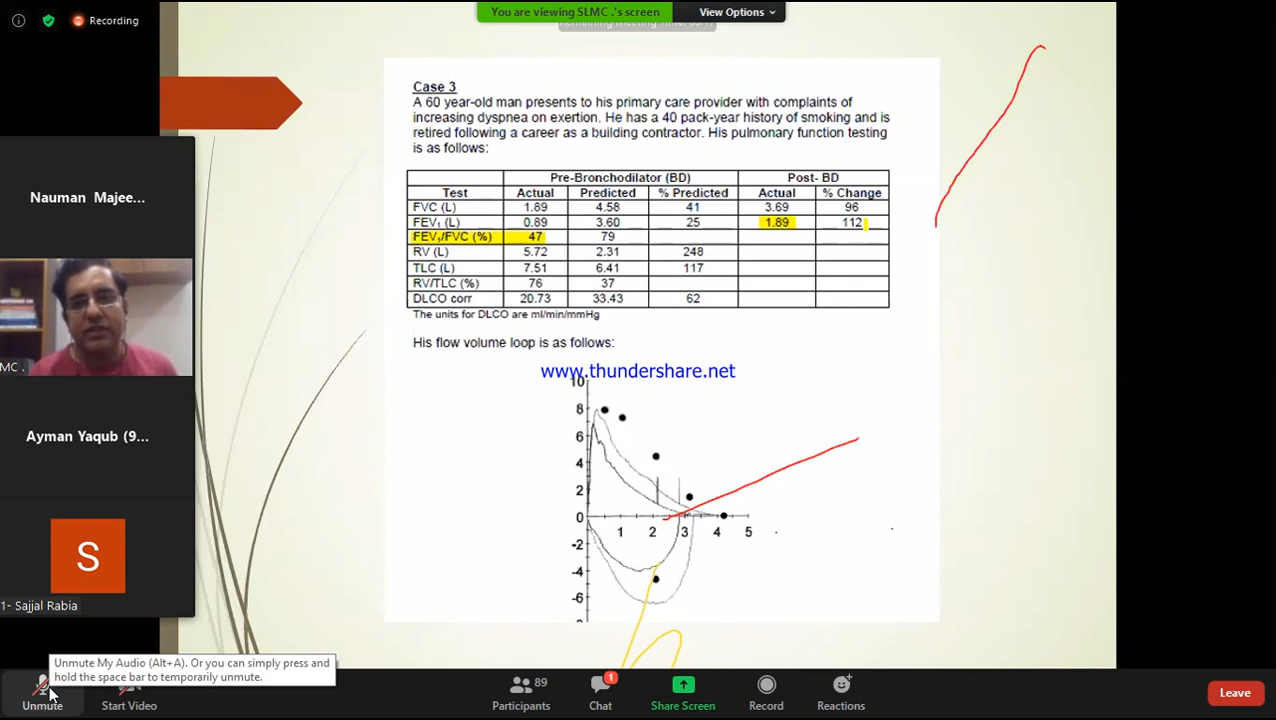 Recording
You are viewing SLMC .'s screen
View Options
Case 3
A 60 year-old man presents to his primary care provider with complaints of
increasing dyspnea on exertion. He has a 40 pack-year history of smoking and is
retired following a career as a building contractor. His pulmonary function testing
is as follows:
Pre-Bronchodilator (BD) Post- BD
Test Actual Predicted % Predicted Actual % Change
FVC (L) 1.89 4.58 41 3.69 96
FEV₁ (L) 0.89 3.60 25 1.89 112
FEV₁/FVC (%) 47 79
RV (L) 5.72 2.31 248
TLC (L) 7.51 6.41 117
RV/TLC (%) 76 37
DLCO corr 20.73 33.43 62
The units for DLCO are ml/min/mmHg
His flow volume loop is as follows:
www.thundershare.net
10
8
6
4
2
0
1 2 3 4 5
-2
-4
-6
Nauman Majee...
MC .
Ayman Yaqub (9...
S
1- Sajjal Rabia
Unmute My Audio (Alt+A). Or you can simply press and
hold the space bar to temporarily unmute.
Unmute
Start Video
89
Participants
1
Chat
Share Screen
Record
Reactions
Leave